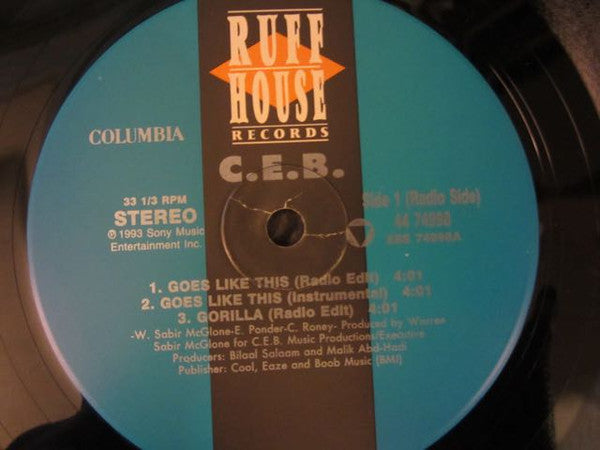 RUFF
HOUSE
RECORDS
COLUMBIA
C.E.B.
33 1/3 RPM
STEREO
℗ 1993 Sony Music
Entertainment Inc.
Side 1 (Radio Side)
44 74990
74990A
1. GOES LIKE THIS (Radio Edit) 4:01
2. GOES LIKE THIS (Instrumental) 4:01
3. GORILLA (Radio Edit) 4:01
-W. Sabir McGlone-E. Ponder-C. Roney- Produced by Warren
Sabir McGlone for C.E.B. Music Productions/Executive
Producers: Bilaal Salaam and Malik Abd-Hadi
Publisher: Cool, Eaze and Boob Music (BMI)